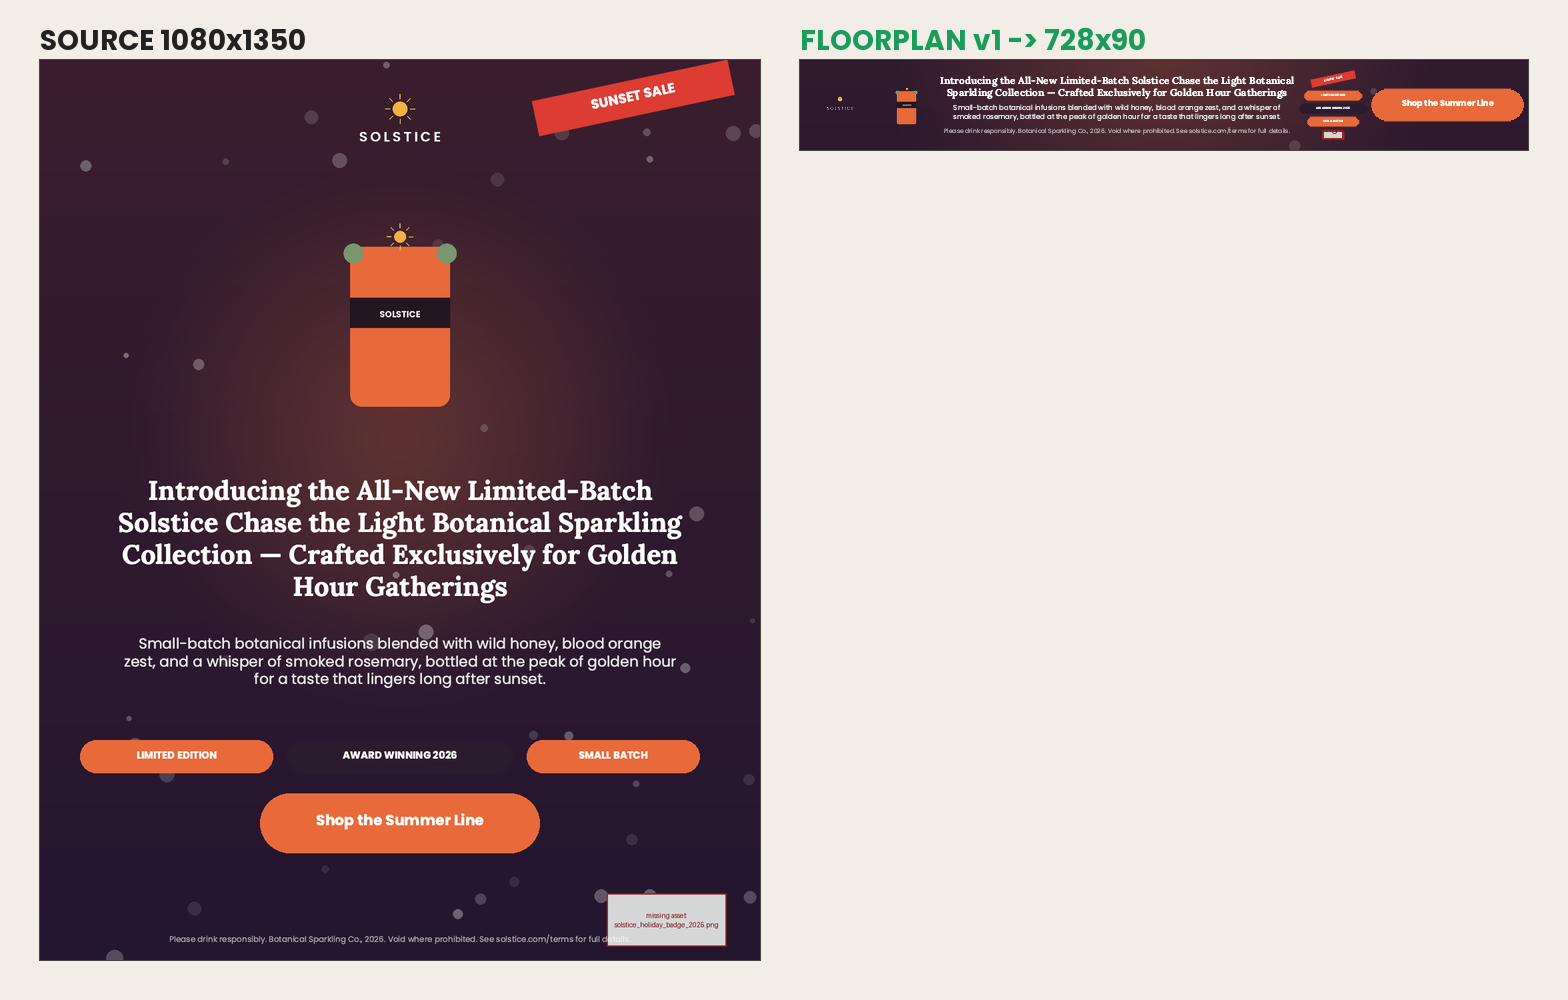 SOURCE 1080x1350
SUNSET SALE
SOLSTICE
SOLSTICE
Introducing the All-New Limited-Batch
Solstice Chase the Light Botanical Sparkling
Collection — Crafted Exclusively for Golden
Hour Gatherings
Small-batch botanical infusions blended with wild honey, blood orange
zest, and a whisper of smoked rosemary, bottled at the peak of golden hour
for a taste that lingers long after sunset.
LIMITED EDITION
AWARD WINNING 2026
SMALL BATCH
Shop the Summer Line
missing asset
solstice_holiday_badge_2025.png
Please drink responsibly. Botanical Sparkling Co., 2026. Void where prohibited. See solstice.com/terms for full details.
FLOORPLAN v1 -> 728x90
SOLSTICE
Introducing the All-New Limited-Batch Solstice Chase the Light Botanical
Sparkling Collection — Crafted Exclusively for Golden Hour Gatherings
Small-batch botanical infusions blended with wild honey, blood orange zest, and a whisper of
smoked rosemary, bottled at the peak of golden hour for a taste that lingers long after sunset.
Please drink responsibly. Botanical Sparkling Co., 2026. Void where prohibited. See solstice.com/terms for full details.
Shop the Summer Line